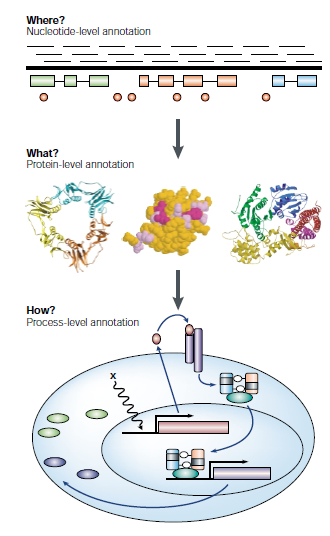 Where?
Nucleotide-level annotation
What?
Protein-level annotation
How?
Process-level annotation
x